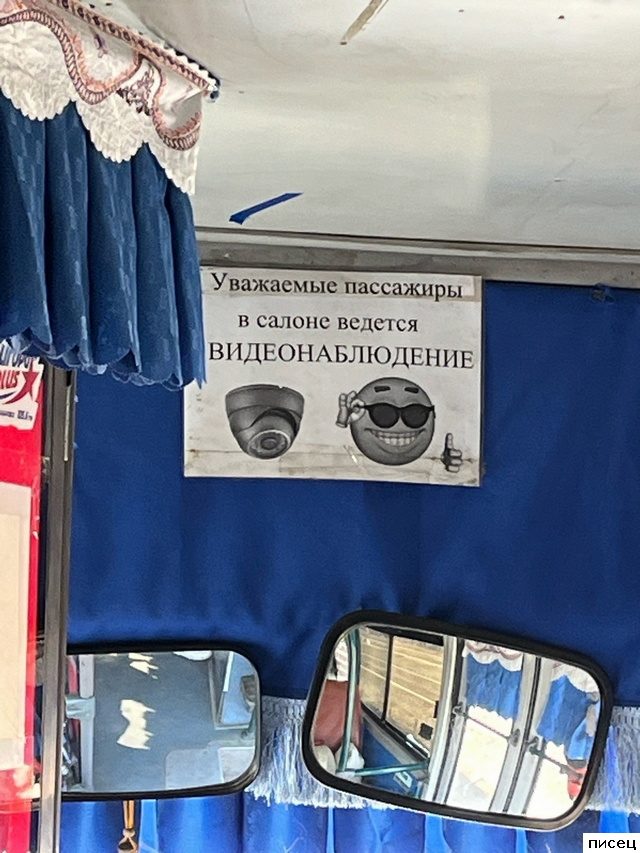 Уважаемые пассажиры
в салоне ведется
ВИДЕОНАБЛЮДЕНИЕ
писец